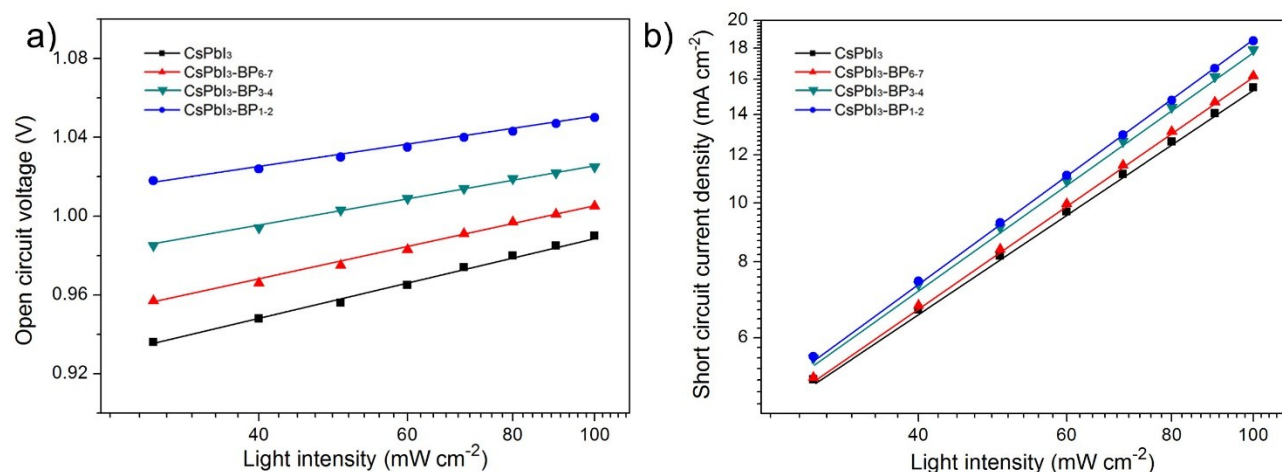 a)
CsPbI₃
CsPbI₃-BP₆₋₇
CsPbI₃-BP₃₋₄
CsPbI₃-BP₁₋₂
Open circuit voltage (V)
1.08
1.04
1.00
0.96
0.92
40 60 80 100
Light intensity (mW cm⁻²)
b)
CsPbI₃
CsPbI₃-BP₆₋₇
CsPbI₃-BP₃₋₄
CsPbI₃-BP₁₋₂
Short circuit current density (mA cm⁻²)
20
18
16
14
12
10
8
6
40 60 80 100
Light intensity (mW cm⁻²)